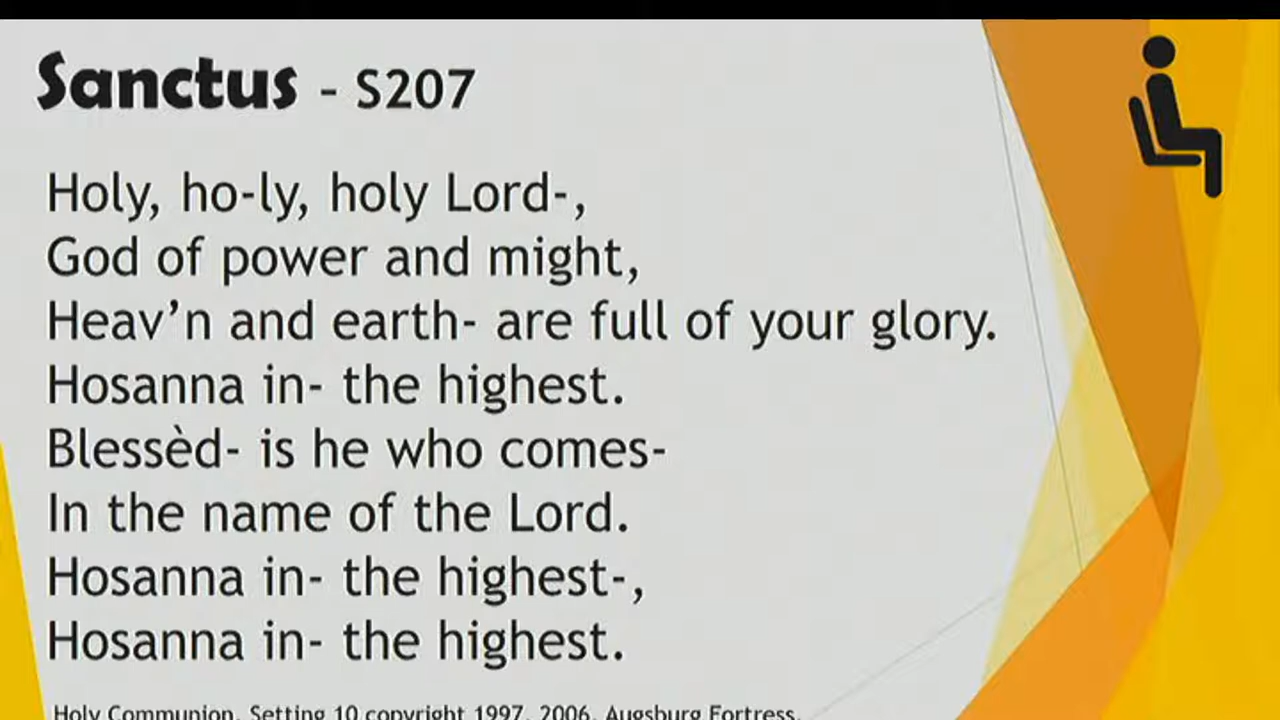 Sanctus - S207
Holy, ho-ly, holy Lord-,
God of power and might,
Heav’n and earth- are full of your glory.
Hosanna in- the highest.
Blessèd- is he who comes-
In the name of the Lord.
Hosanna in- the highest-,
Hosanna in- the highest.
Holy Communion, Setting 10 copyright 1997, 2006, Augsburg Fortress.